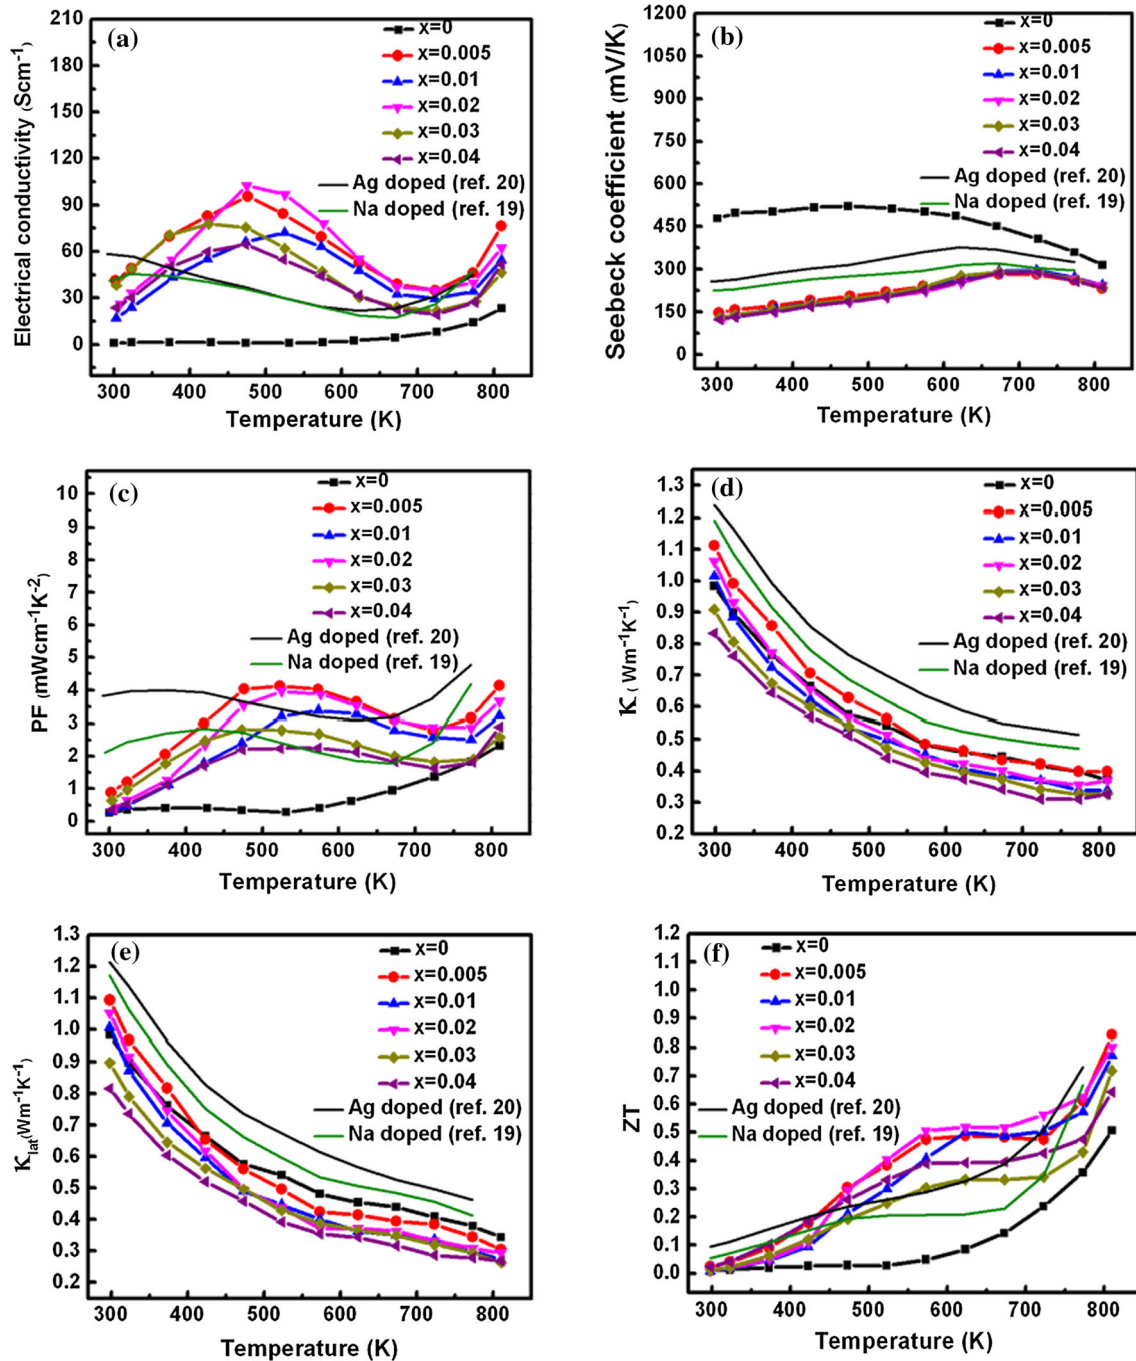 (a)
x=0
x=0.005
x=0.01
x=0.02
x=0.03
x=0.04
Ag doped (ref. 20)
Na doped (ref. 19)
Electrical conductivity (Scm⁻¹)
210
180
150
120
90
60
30
0
300 400 500 600 700 800
Temperature (K)
(b)
x=0
x=0.005
x=0.01
x=0.02
x=0.03
x=0.04
Ag doped (ref. 20)
Na doped (ref. 19)
Seebeck coefficient (mV/K)
1200
1050
900
750
600
450
300
150
0
300 400 500 600 700 800
Temperature (K)
(c)
x=0
x=0.005
x=0.01
x=0.02
x=0.03
x=0.04
Ag doped (ref. 20)
Na doped (ref. 19)
PF (mWcm⁻¹K⁻²)
10
9
8
7
6
5
4
3
2
1
0
300 400 500 600 700 800
Temperature (K)
(d)
x=0
x=0.005
x=0.01
x=0.02
x=0.03
x=0.04
Ag doped (ref. 20)
Na doped (ref. 19)
K ( Wm⁻¹K⁻¹)
1.3
1.2
1.1
1.0
0.9
0.8
0.7
0.6
0.5
0.4
0.3
0.2
300 400 500 600 700 800
Temperature (K)
(e)
x=0
x=0.005
x=0.01
x=0.02
x=0.03
x=0.04
Ag doped (ref. 20)
Na doped (ref. 19)
Klat(Wm⁻¹K⁻¹)
1.3
1.2
1.1
1.0
0.9
0.8
0.7
0.6
0.5
0.4
0.3
0.2
300 400 500 600 700 800
Temperature (K)
(f)
x=0
x=0.005
x=0.01
x=0.02
x=0.03
x=0.04
Ag doped (ref. 20)
Na doped (ref. 19)
ZT
1.2
1.1
1.0
0.9
0.8
0.7
0.6
0.5
0.4
0.3
0.2
0.1
0.0
300 400 500 600 700 800
Temperature (K)